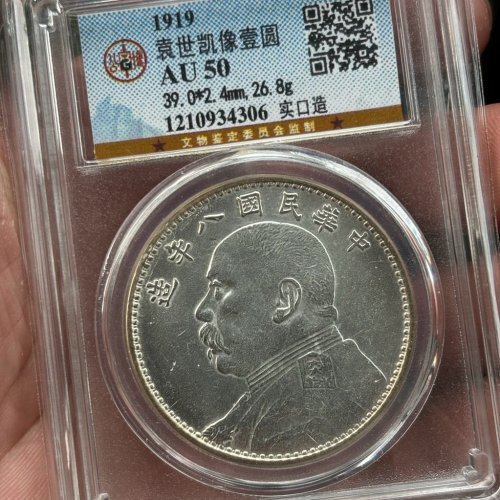 1919
袁世凯像壹圆
AU 50
39.0*2.4mm,26.8g
1210934306 实口造
文物鉴定委员会监制
造年八國民華中